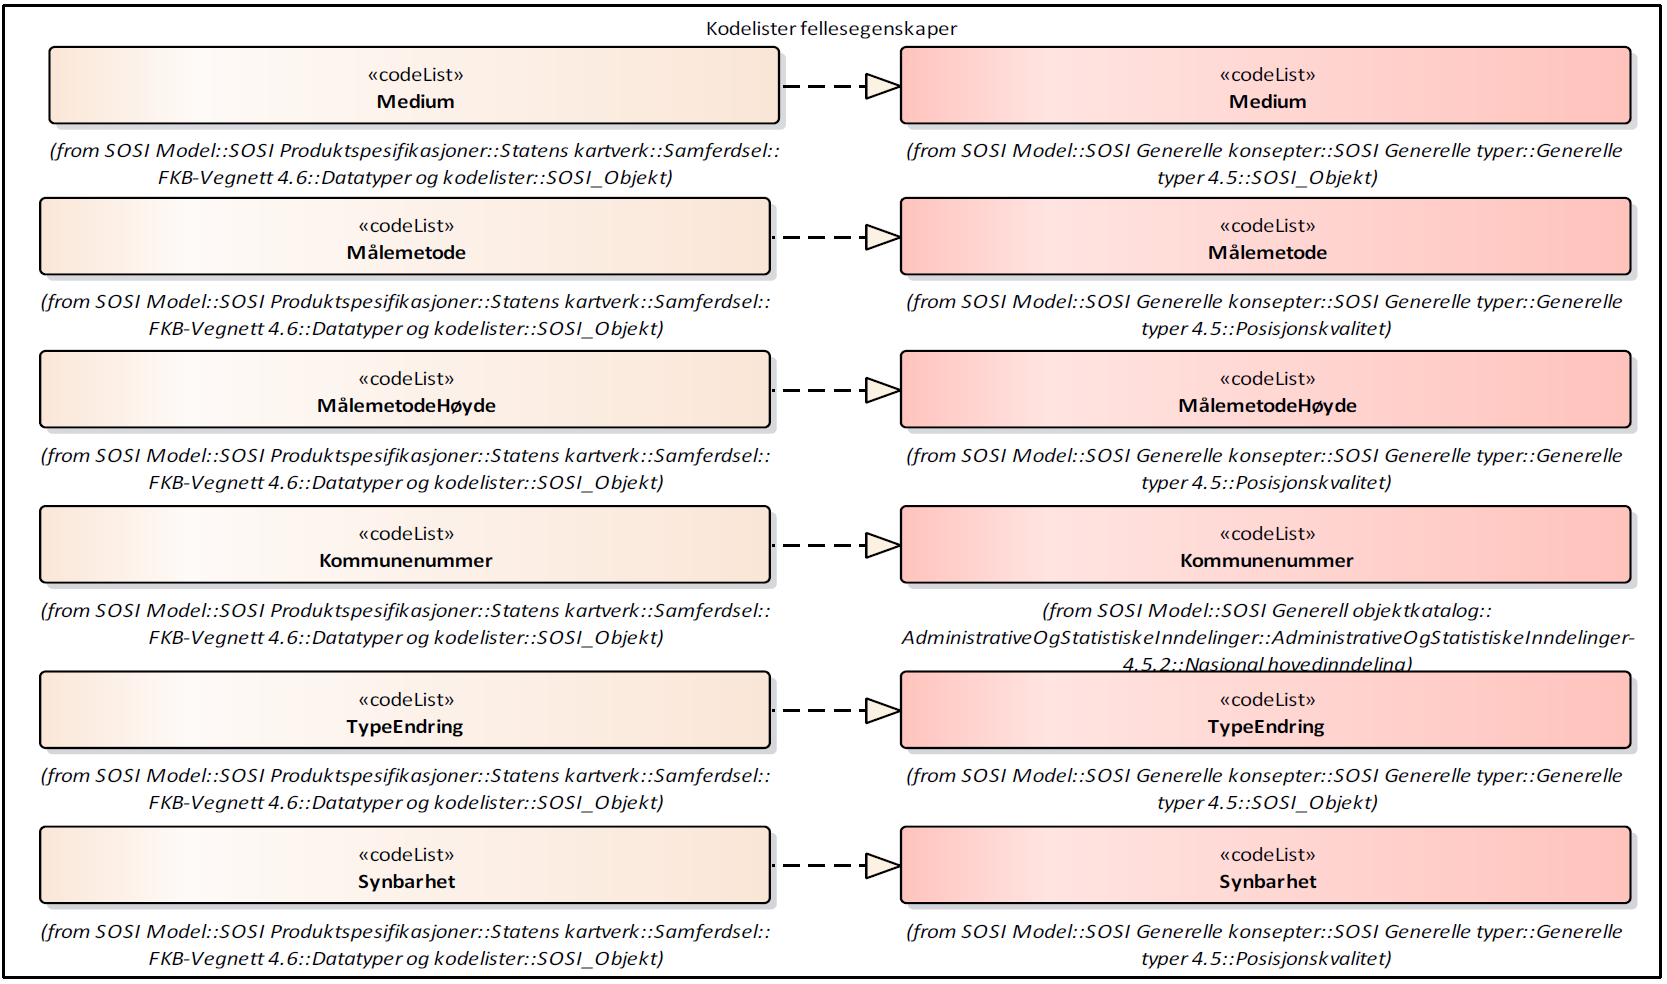 Kodelister fellesegenskaper
«codeList»
Medium
(from SOSI Model::SOSI Produktspesifikasjoner::Statens kartverk::Samferdsel::
FKB-Vegnett 4.6::Datatyper og kodelister::SOSI_Objekt)
«codeList»
Medium
(from SOSI Model::SOSI Generelle konsepter::SOSI Generelle typer::Generelle
typer 4.5::SOSI_Objekt)
«codeList»
Målemetode
(from SOSI Model::SOSI Produktspesifikasjoner::Statens kartverk::Samferdsel::
FKB-Vegnett 4.6::Datatyper og kodelister::SOSI_Objekt)
«codeList»
Målemetode
(from SOSI Model::SOSI Generelle konsepter::SOSI Generelle typer::Generelle
typer 4.5::Posisjonskvalitet)
«codeList»
MålemetodeHøyde
(from SOSI Model::SOSI Produktspesifikasjoner::Statens kartverk::Samferdsel::
FKB-Vegnett 4.6::Datatyper og kodelister::SOSI_Objekt)
«codeList»
MålemetodeHøyde
(from SOSI Model::SOSI Generelle konsepter::SOSI Generelle typer::Generelle
typer 4.5::Posisjonskvalitet)
«codeList»
Kommunenummer
(from SOSI Model::SOSI Produktspesifikasjoner::Statens kartverk::Samferdsel::
FKB-Vegnett 4.6::Datatyper og kodelister::SOSI_Objekt)
«codeList»
Kommunenummer
(from SOSI Model::SOSI Generell objektkatalog::
AdministrativeOgStatistiskeInndelinger::AdministrativeOgStatistiskeInndelinger-
4.5.2::Nasional hovedinndeling)
«codeList»
TypeEndring
(from SOSI Model::SOSI Produktspesifikasjoner::Statens kartverk::Samferdsel::
FKB-Vegnett 4.6::Datatyper og kodelister::SOSI_Objekt)
«codeList»
TypeEndring
(from SOSI Model::SOSI Generelle konsepter::SOSI Generelle typer::Generelle
typer 4.5::SOSI_Objekt)
«codeList»
Synbarhet
(from SOSI Model::SOSI Produktspesifikasjoner::Statens kartverk::Samferdsel::
FKB-Vegnett 4.6::Datatyper og kodelister::SOSI_Objekt)
«codeList»
Synbarhet
(from SOSI Model::SOSI Generelle konsepter::SOSI Generelle typer::Generelle
typer 4.5::Posisjonskvalitet)